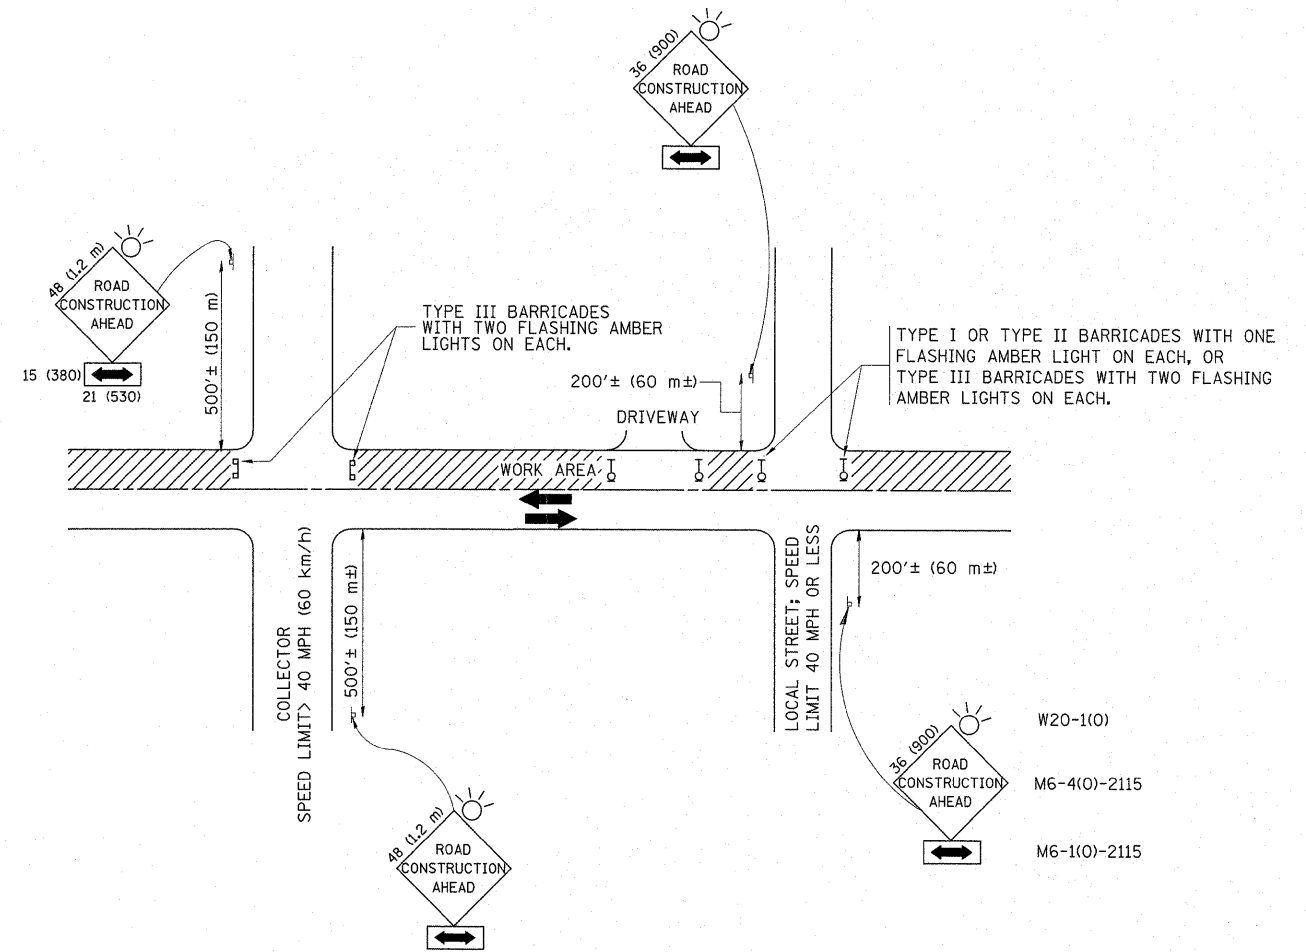 36 (900)
ROAD
CONSTRUCTION
AHEAD
48 (1.2 m)
ROAD
CONSTRUCTION
AHEAD
15 (380)
21 (530)
500'± (150 m)
TYPE III BARRICADES
WITH TWO FLASHING AMBER
LIGHTS ON EACH.
200'± (60 m±)
DRIVEWAY
TYPE I OR TYPE II BARRICADES WITH ONE
FLASHING AMBER LIGHT ON EACH, OR
TYPE III BARRICADES WITH TWO FLASHING
AMBER LIGHTS ON EACH.
WORK AREA
COLLECTOR
SPEED LIMIT> 40 MPH (60 km/h)
500'± (150 m±)
LOCAL STREET; SPEED
LIMIT 40 MPH OR LESS
200'± (60 m±)
36 (900)
ROAD
CONSTRUCTION
AHEAD
W20-1(O)
M6-4(O)-2115
M6-1(O)-2115
48 (1.2 m)
ROAD
CONSTRUCTION
AHEAD